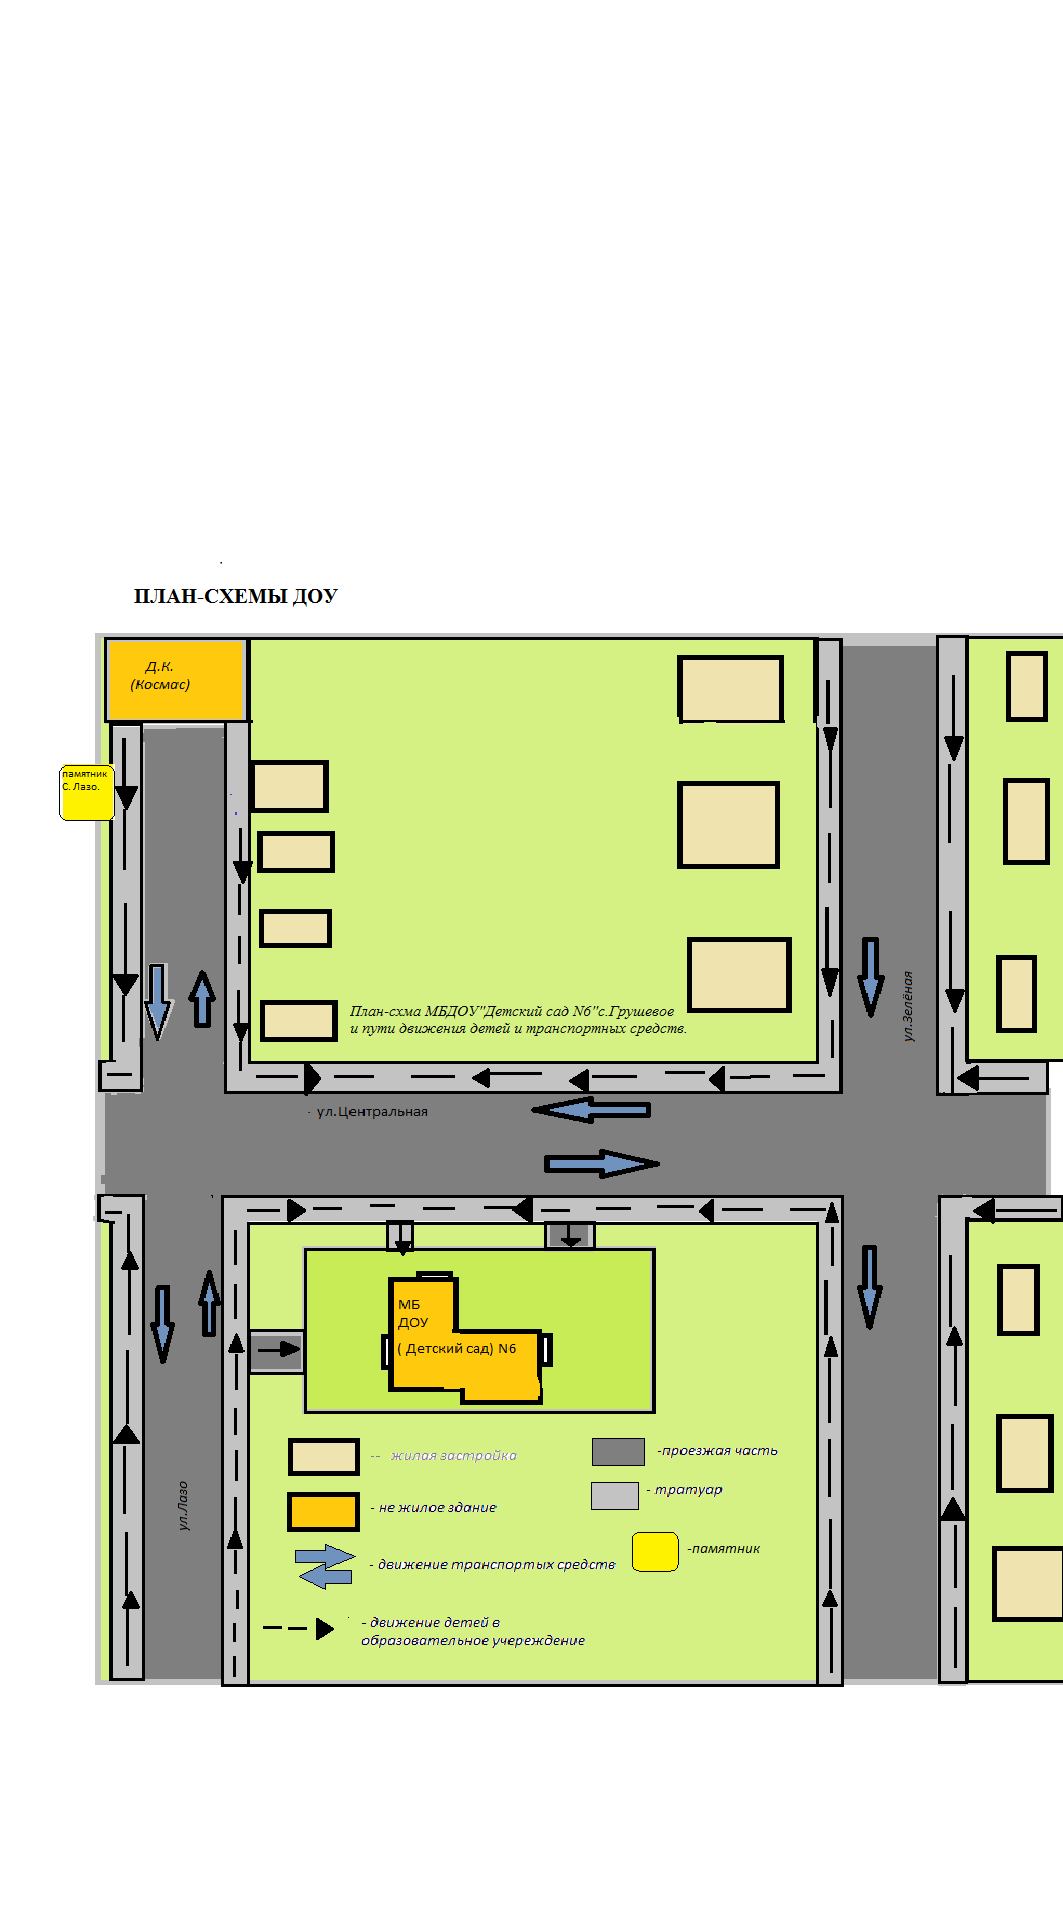 ПЛАН-СХЕМЫ ДОУ
Д.К.
(Космас)
памятник
С. Лазо.
План-схма МБДОУ"Детский сад N6"с.Грушевое
и пути движения детей и транспортных средств.
ул.Зелёная
ул.Центральная
МБ
ДОУ
( Детский сад) N6
ул.Лазо
-- жилая застройка
- не жилое здание
- движение транспортых средств
- движение детей в
образовательное учереждение
-проезжая часть
- тратуар
-памятник